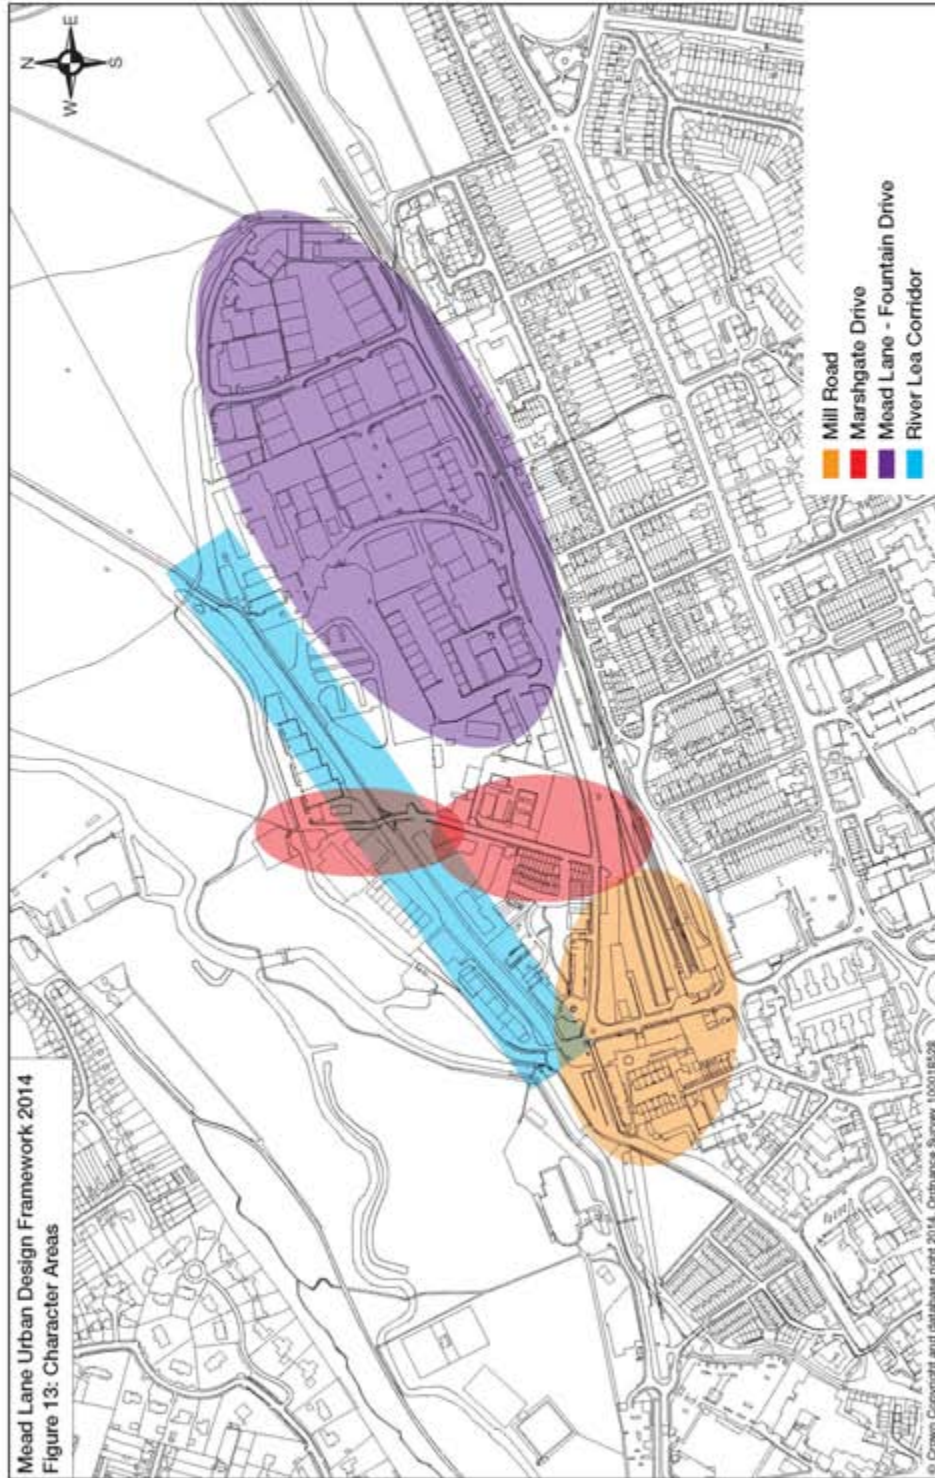 Mead Lane Urban Design Framework 2014
Figure 13: Character Areas
N
E
S
W
Mill Road
Marshgate Drive
Mead Lane - Fountain Drive
River Lea Corridor
© Crown Copyright and database right 2014. Ordnance Survey 100018528